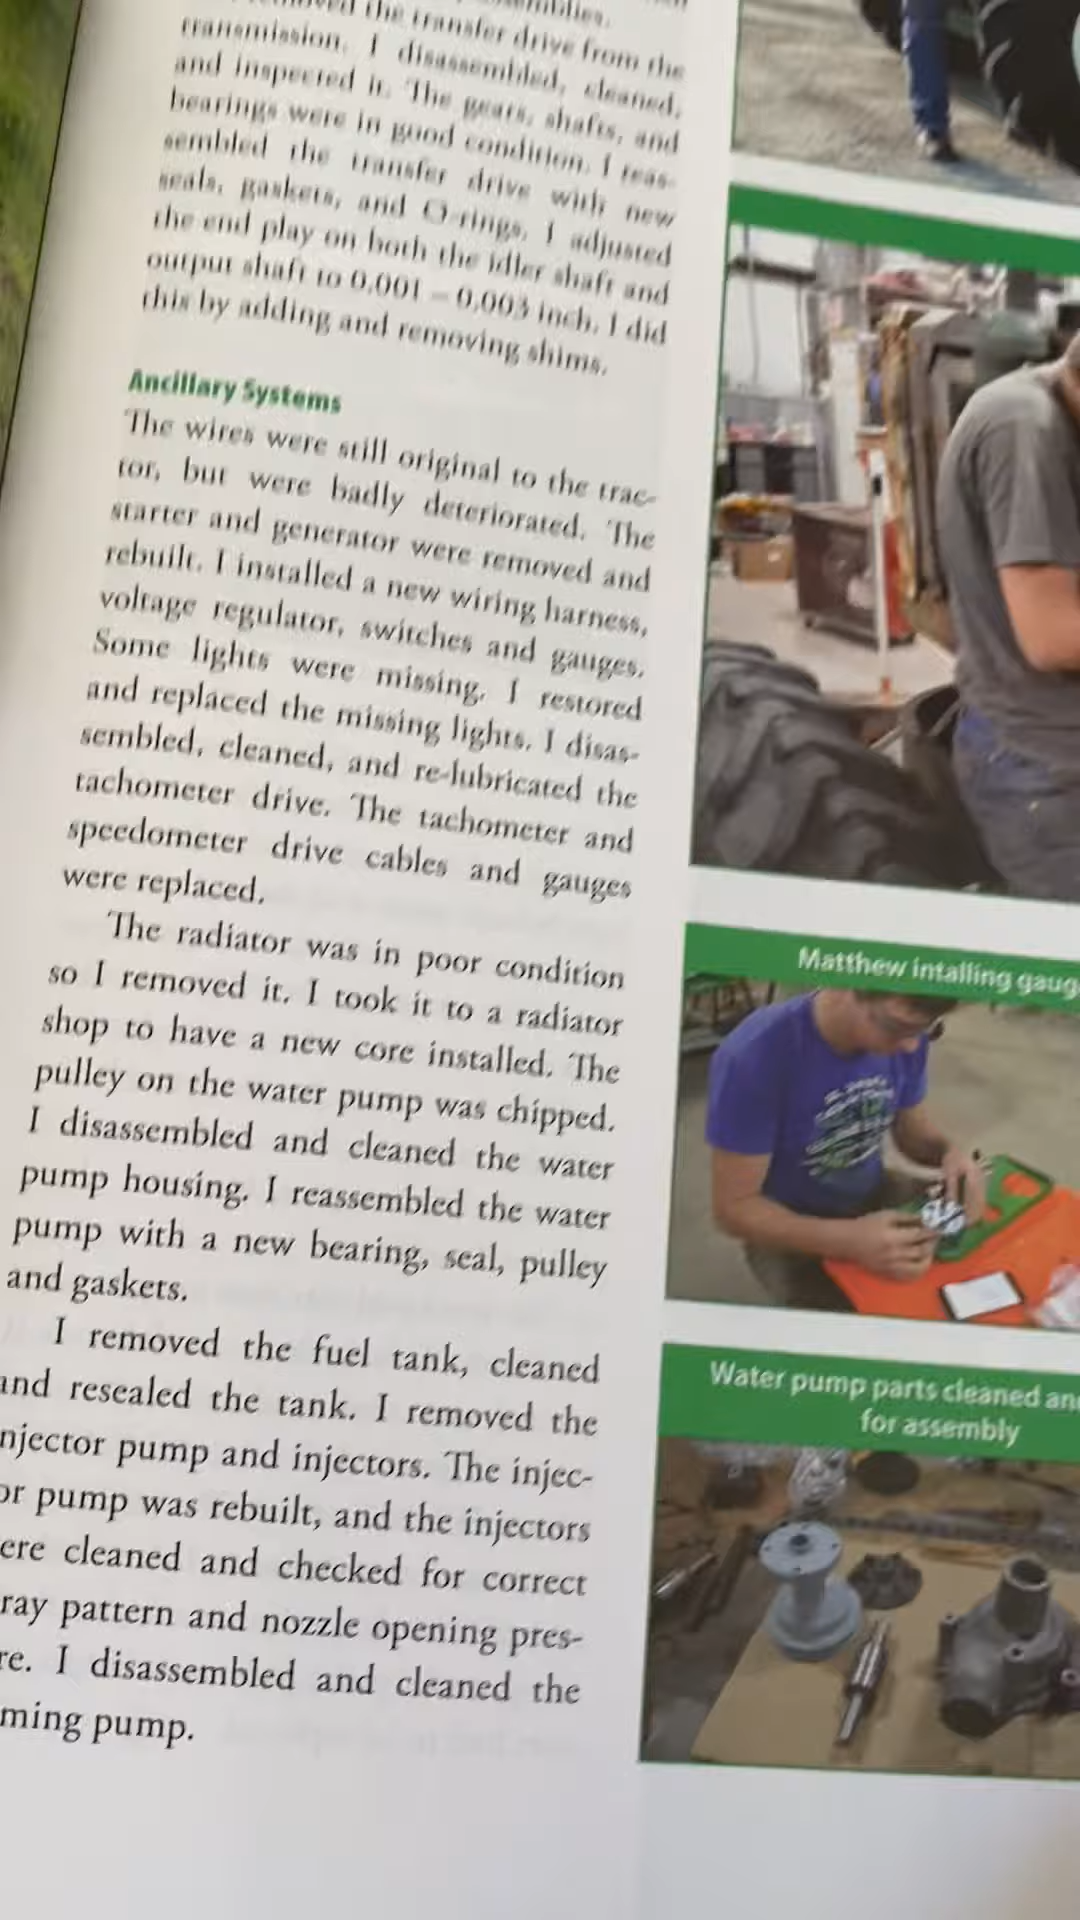 removed the transfer drive from the
transmission. I disassembled, cleaned,
and inspected it. The gears, shafts, and
bearings were in good condition. I reas-
sembled the transfer drive with new
seals, gaskets, and O-rings. I adjusted
the end play on both the idler shaft and
output shaft to 0.001 – 0.003 inch. I did
this by adding and removing shims.
Ancillary Systems
The wires were still original to the trac-
tor, but were badly deteriorated. The
starter and generator were removed and
rebuilt. I installed a new wiring harness,
voltage regulator, switches and gauges.
Some lights were missing. I restored
and replaced the missing lights. I disas-
sembled, cleaned, and re-lubricated the
tachometer drive. The tachometer and
speedometer drive cables and gauges
were replaced.
The radiator was in poor condition
so I removed it. I took it to a radiator
shop to have a new core installed. The
pulley on the water pump was chipped.
I disassembled and cleaned the water
pump housing. I reassembled the water
pump with a new bearing, seal, pulley
and gaskets.
I removed the fuel tank, cleaned
and resealed the tank. I removed the
njector pump and injectors. The injec-
or pump was rebuilt, and the injectors
ere cleaned and checked for correct
ray pattern and nozzle opening pres-
re. I disassembled and cleaned the
ming pump.
Matthew intalling gaug
Water pump parts cleaned an
for assembly